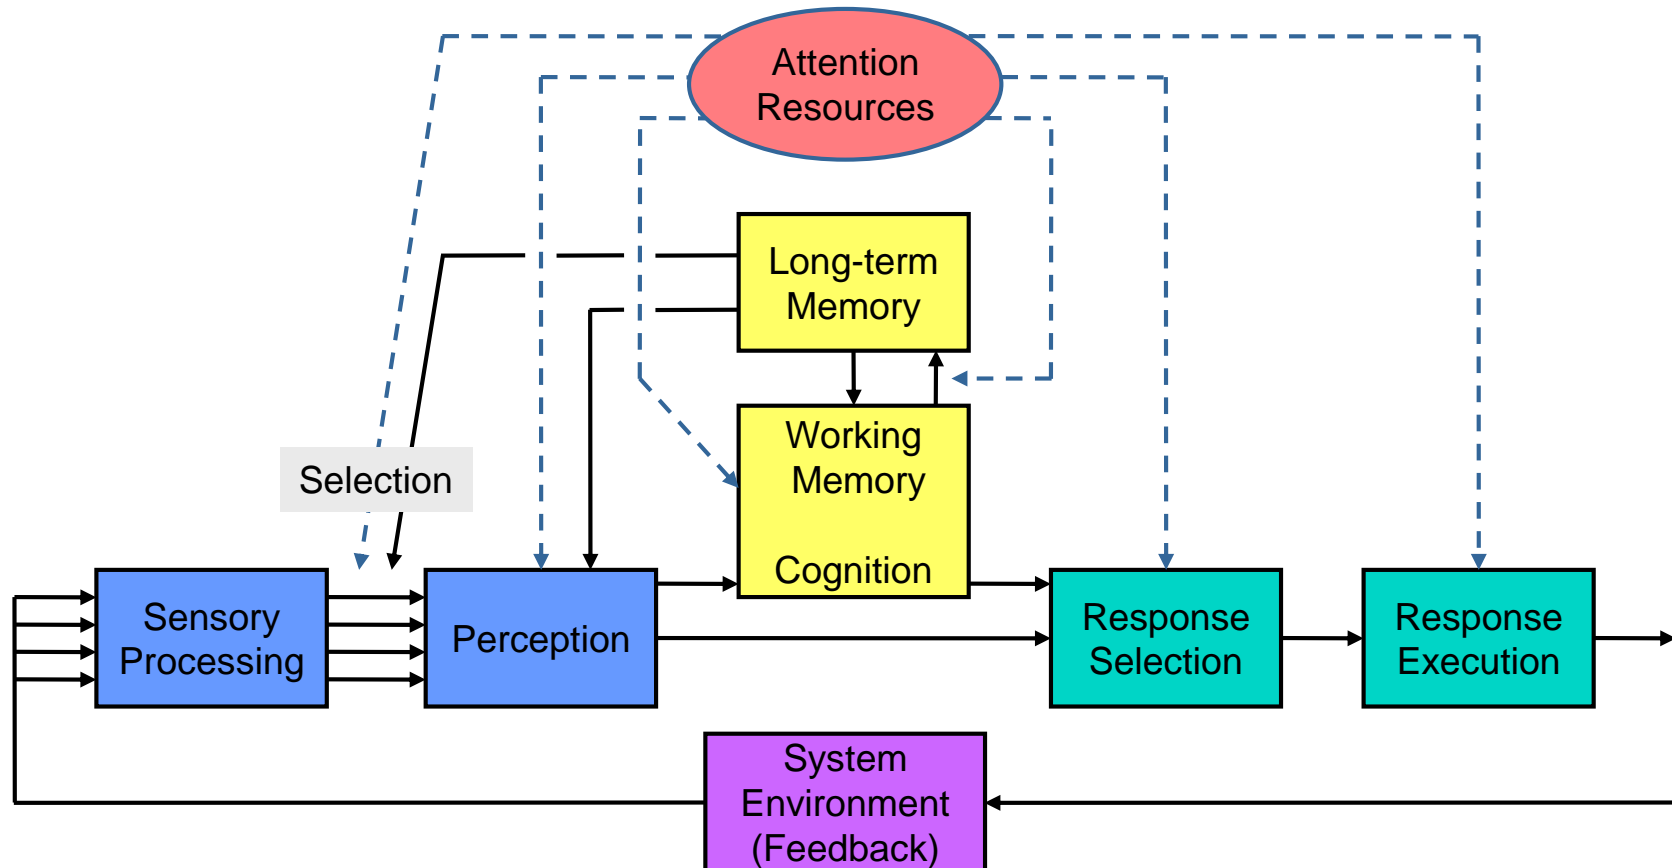 Attention
Resources
Long-term
Memory
Working
Memory
Cognition
Selection
Sensory
Processing
Perception
Response
Selection
Response
Execution
System
Environment
(Feedback)